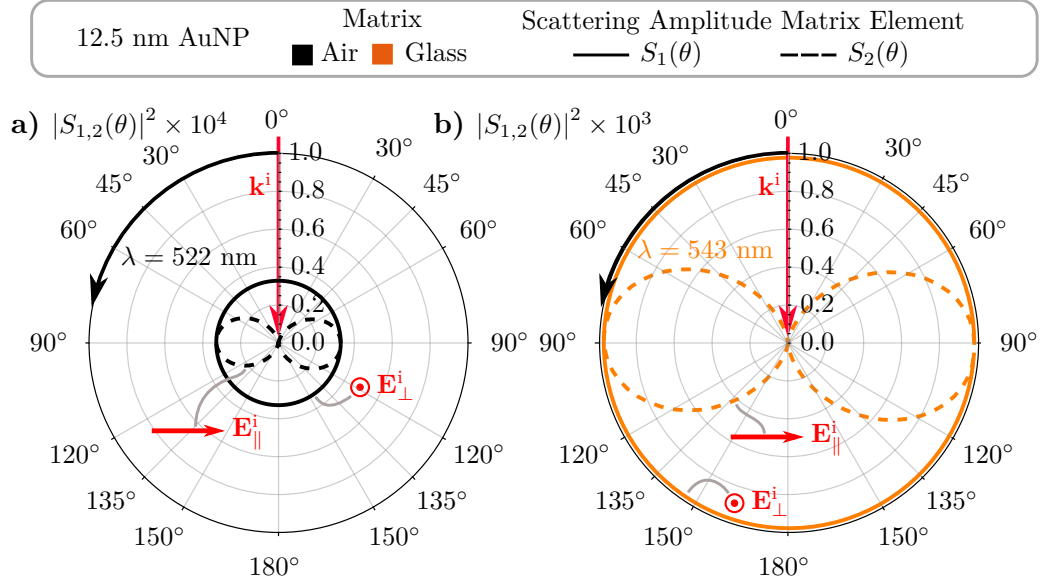 12.5 nm AuNP
Matrix
Air Glass
Scattering Amplitude Matrix Element
S₁(θ) S₂(θ)
a) |S₁,₂(θ)|² × 10⁴
0°
30°
45°
60°
90°
120°
135°
150°
180°
150°
135°
120°
90°
60°
45°
30°
1.0
0.8
0.6
0.4
0.2
0.0
kⁱ
λ = 522 nm
Eⁱ⊥
Eⁱ∥
b) |S₁,₂(θ)|² × 10³
0°
30°
45°
60°
90°
120°
135°
150°
180°
150°
135°
120°
90°
60°
45°
30°
1.0
0.8
0.6
0.4
0.2
0.0
kⁱ
λ = 543 nm
Eⁱ∥
Eⁱ⊥